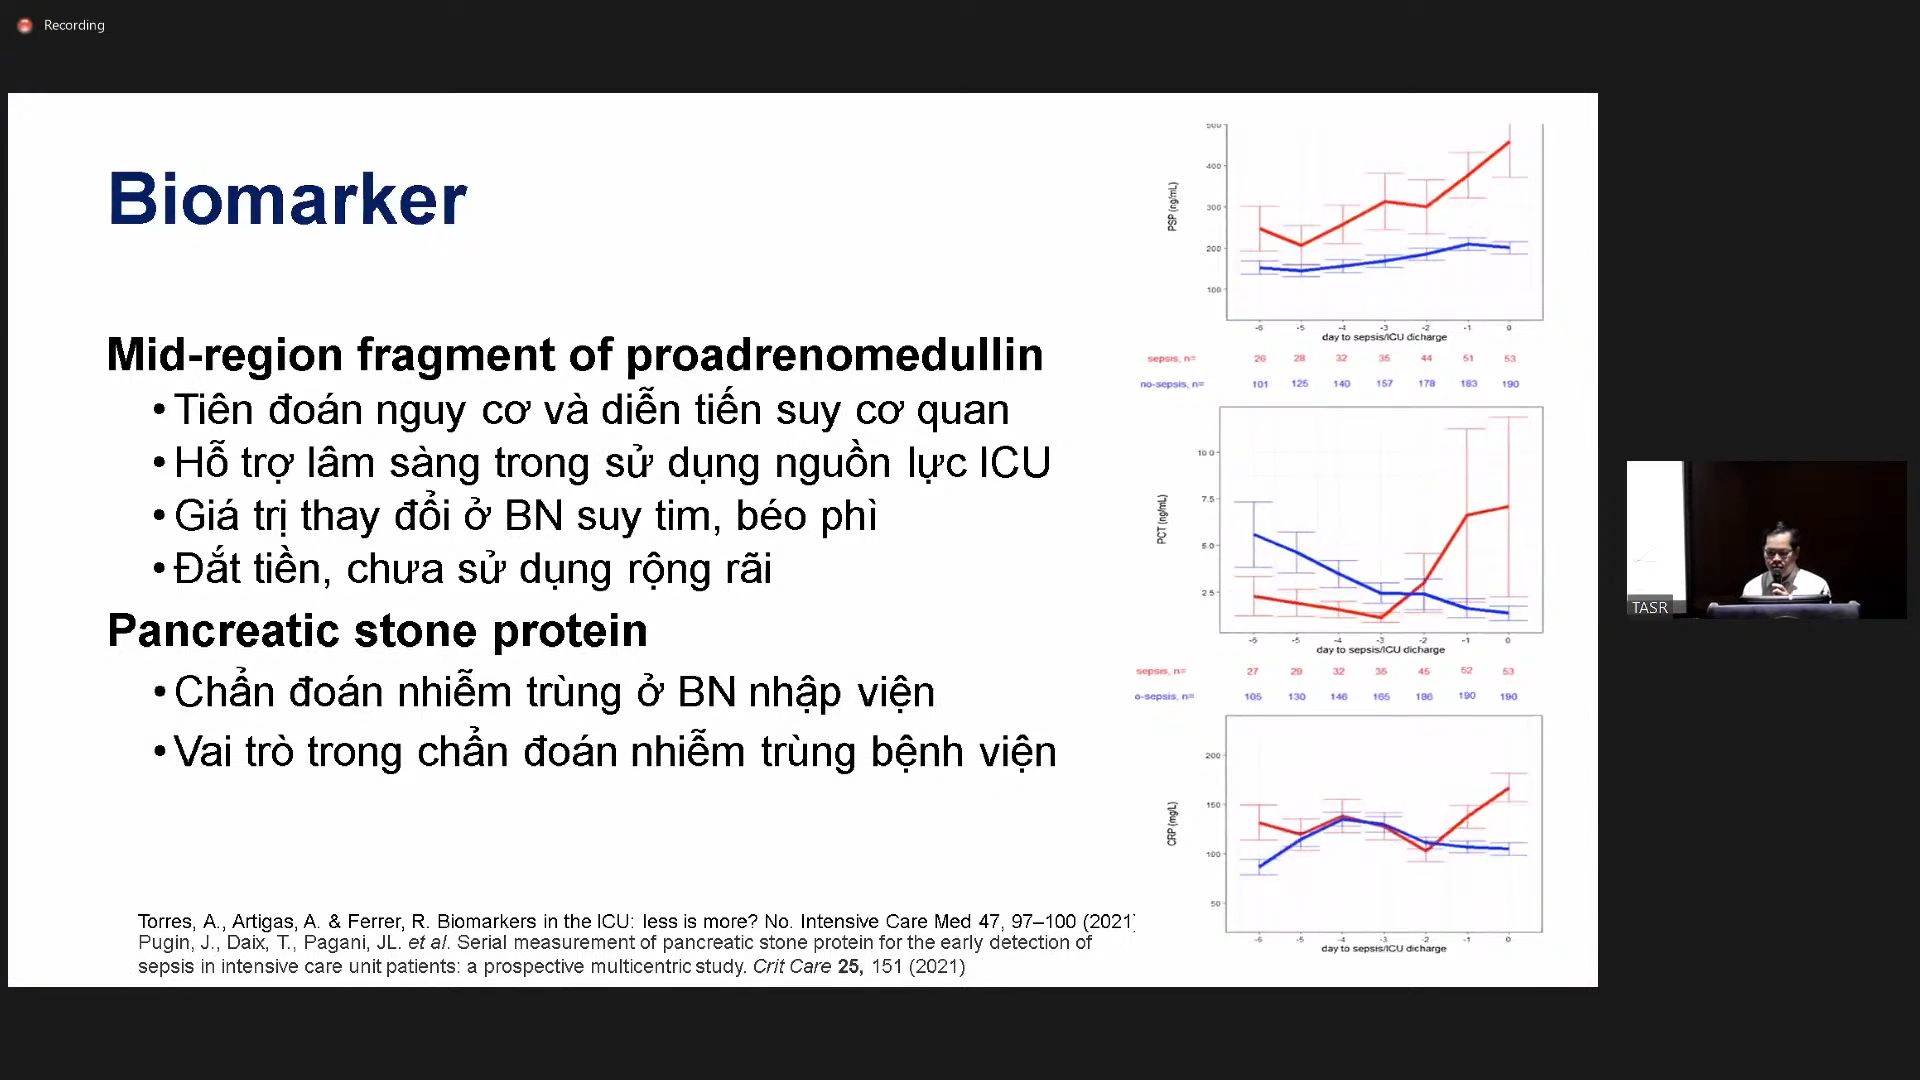 Recording
Biomarker
Mid-region fragment of proadrenomedullin
• Tiên đoán nguy cơ và diễn tiến suy cơ quan
• Hỗ trợ lâm sàng trong sử dụng nguồn lực ICU
• Giá trị thay đổi ở BN suy tim, béo phì
• Đắt tiền, chưa sử dụng rộng rãi
Pancreatic stone protein
• Chẩn đoán nhiễm trùng ở BN nhập viện
• Vai trò trong chẩn đoán nhiễm trùng bệnh viện
Torres, A., Artigas, A. & Ferrer, R. Biomarkers in the ICU: less is more? No. Intensive Care Med 47, 97–100 (2021)
Pugin, J., Daix, T., Pagani, JL. et al. Serial measurement of pancreatic stone protein for the early detection of
sepsis in intensive care unit patients: a prospective multicentric study. Crit Care 25, 151 (2021)
PSP (ng/mL)
500
400
300
200
100
-6 -5 -4 -3 -2 -1 0
day to sepsis/ICU dicharge
sepsis, n= 26 28 32 35 44 51 53
no-sepsis, n= 101 125 140 157 178 183 190
PCT (ng/mL)
10 0
7.5
5.0
2.5
-6 -5 -4 -3 -2 -1 0
day to sepsis/ICU dicharge
sepsis, n= 27 29 32 35 45 52 53
o-sepsis, n= 105 130 146 165 186 190 190
CRP (mg/L)
200
150
100
50
-6 -5 -4 -3 -2 -1 0
day to sepsis/ICU dicharge
TASR